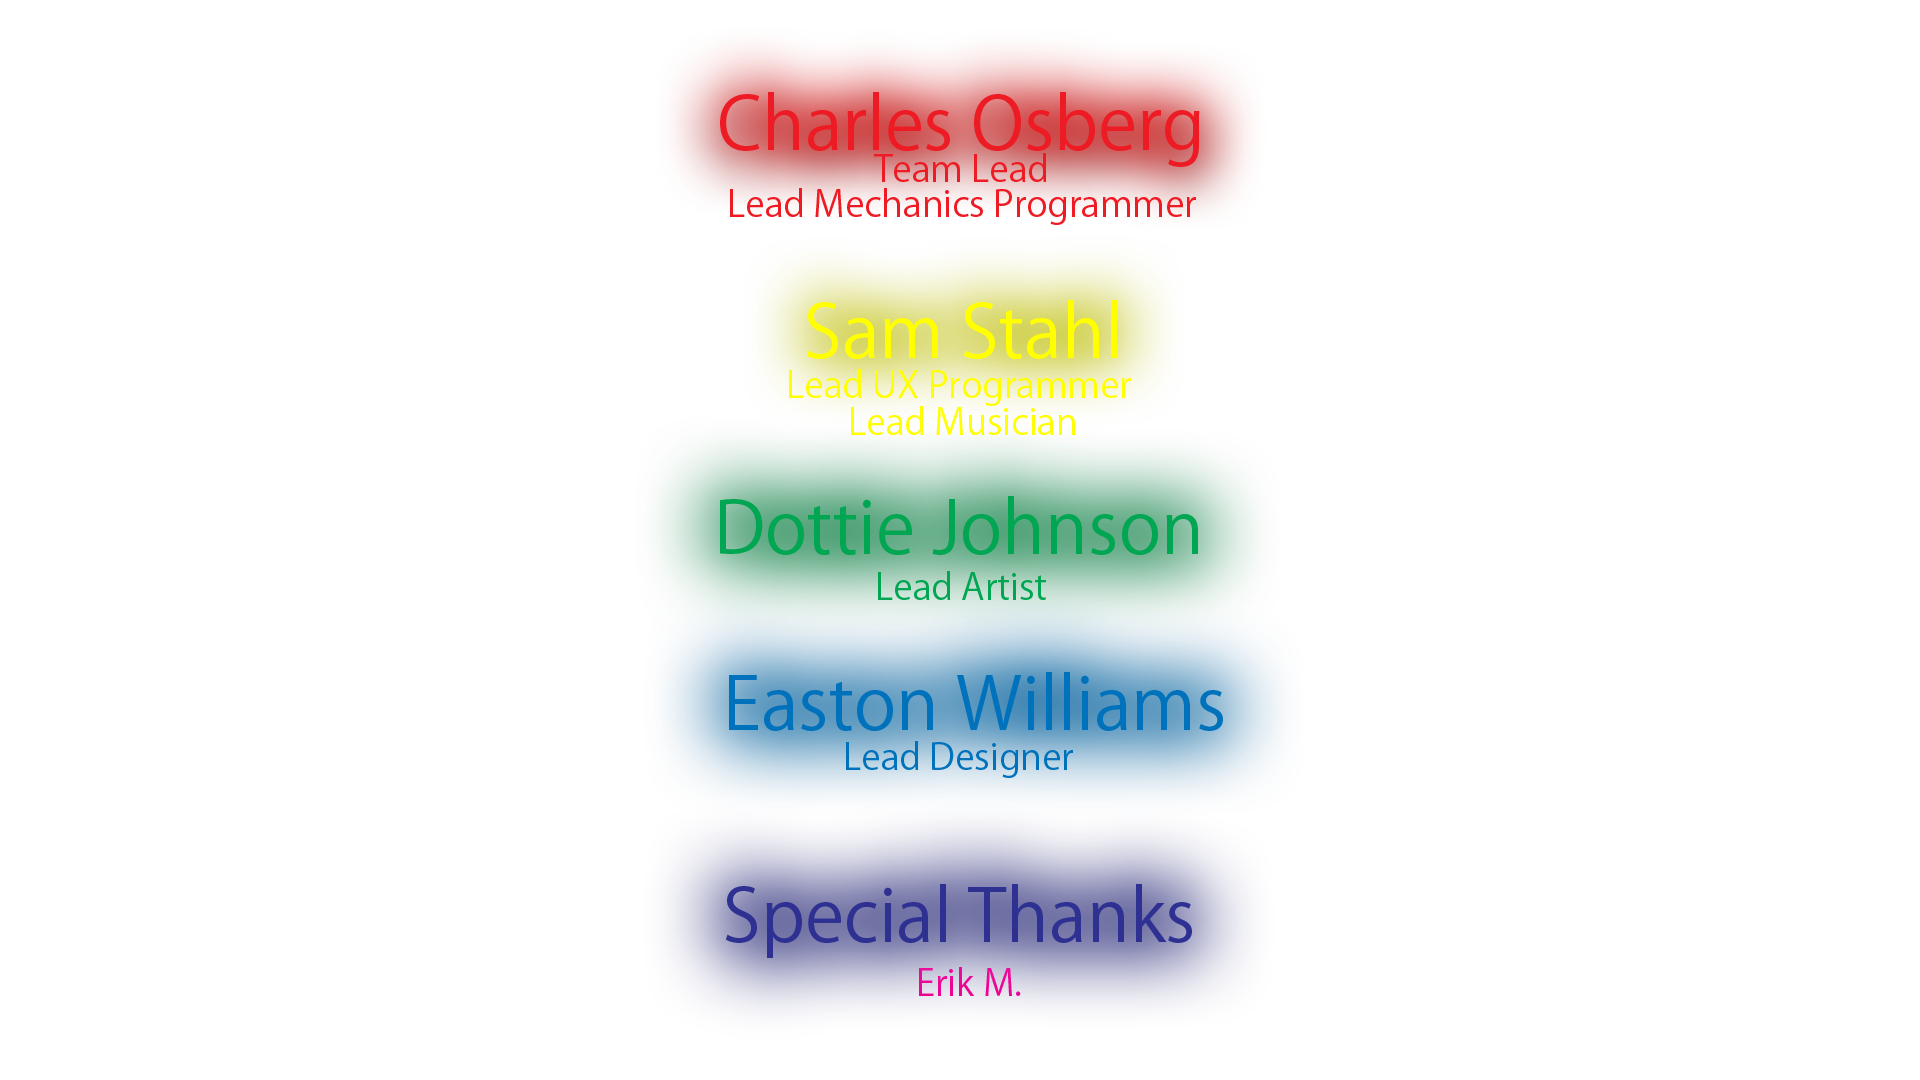 Charles Osberg
Team Lead
Lead Mechanics Programmer
Sam Stahl
Lead UX Programmer
Lead Musician
Dottie Johnson
Lead Artist
Easton Williams
Lead Designer
Special Thanks
Erik M.